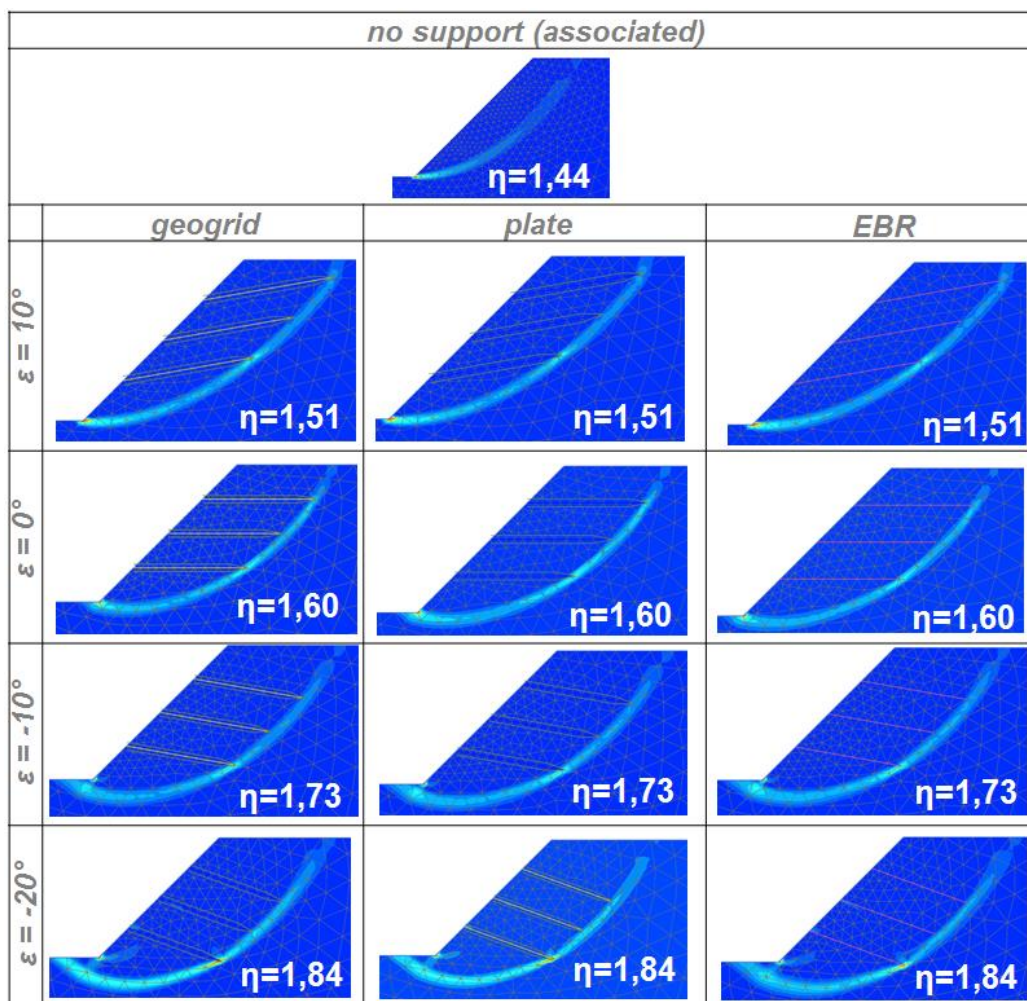 no support (associated)
η=1,44
geogrid plate EBR
ε = 10°
η=1,51 η=1,51 η=1,51
ε = 0°
η=1,60 η=1,60 η=1,60
ε = -10°
η=1,73 η=1,73 η=1,73
ε = -20°
η=1,84 η=1,84 η=1,84